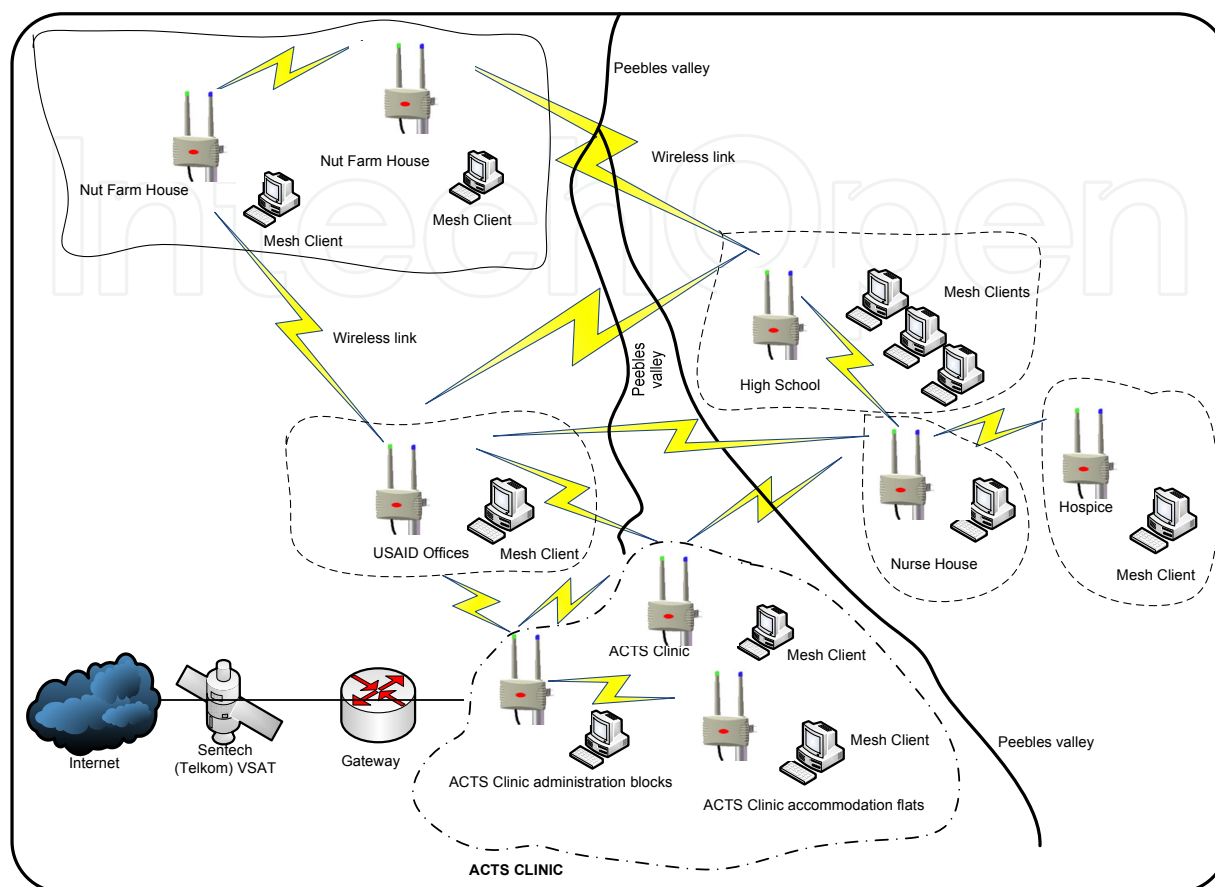 Peebles valley
Nut Farm House
Wireless link
Nut Farm House
Mesh Client
Mesh Client
IntechOpen
Mesh Clients
Wireless link
Peebles
valley
High School
Hospice
USAID Offices
Mesh Client
Nurse House
Mesh Client
ACTS Clinic
Mesh Client
Mesh Client
Peebles valley
Internet
Sentech
(Telkom) VSAT
Gateway
ACTS Clinic administration blocks
ACTS Clinic accommodation flats
ACTS CLINIC